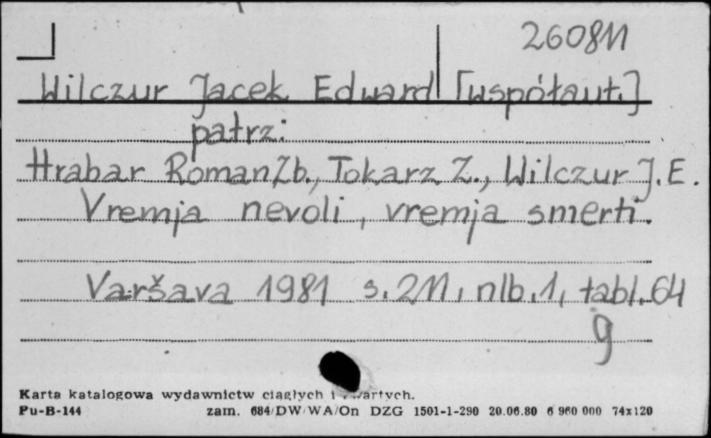 260811
Wilczur Jacek Edward [współaut.]
patrz:
Hrabar Roman Zb., Tokarz Z., Wilczur J.E.
Vremja nevoli, vremja smerti.
Varšava 1981 s. 211, nlb. 1, tabl. 64
g
Karta katalogowa wydawnictw ciągłych i zwartych.
Pu-B-144 zam. 684/DW/WA/On DZG 1501-1-290 20.06.80 6 960 000 74x120